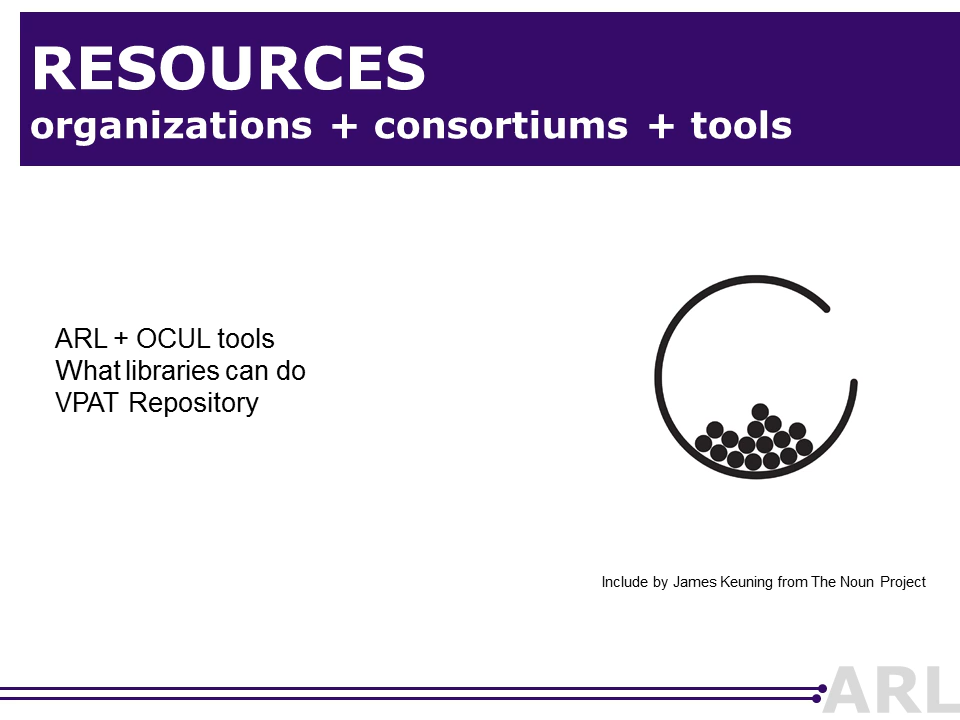 RESOURCES
organizations + consortiums + tools
ARL + OCUL tools
What libraries can do
VPAT Repository
Include by James Keuning from The Noun Project
ARL